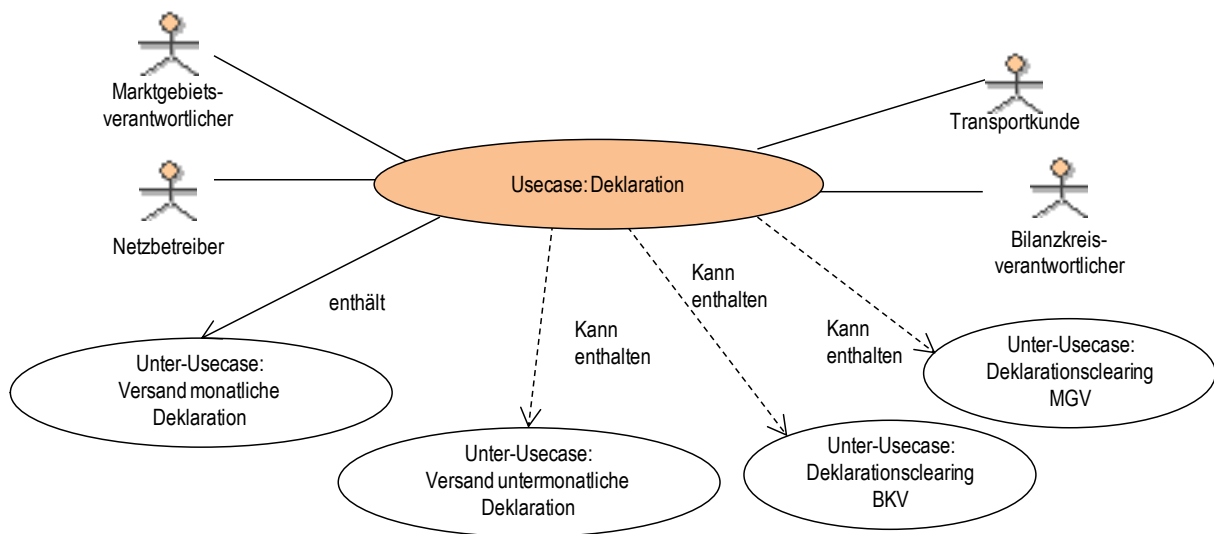 Marktgebiets-
verantwortlicher
Transportkunde
Usecase: Deklaration
Netzbetreiber
Bilanzkreis-
verantwortlicher
enthält
Kann
enthalten
Kann
enthalten
Kann
enthalten
Unter-Usecase:
Versand monatliche
Deklaration
Unter-Usecase:
Versand untermonatliche
Deklaration
Unter-Usecase:
Deklarationsclearing
BKV
Unter-Usecase:
Deklarationsclearing
MGV